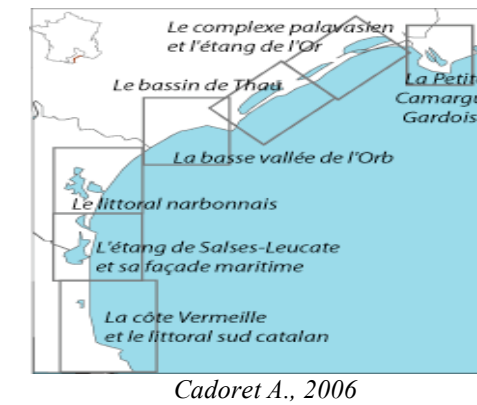 Le complexe palavasien
et l'étang de l'Or
Le bassin de Thau
La Petit
Camargu
Gardois
La basse vallée de l'Orb
Le littoral narbonnais
L'étang de Salses-Leucate
et sa façade maritime
La côte Vermeille
et le littoral sud catalan
Cadoret A., 2006